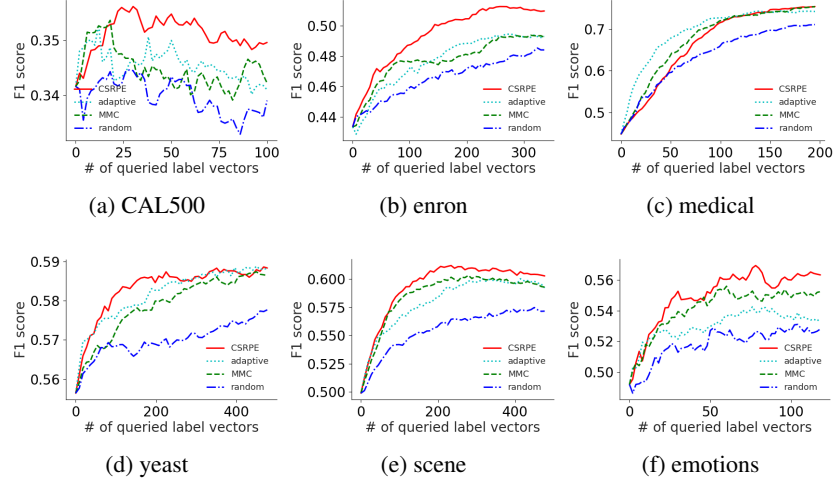 F1 score
0.35
0.34
CSRPE
adaptive
MMC
random
0 25 50 75 100
# of queried label vectors
(a) CAL500
F1 score
0.50
0.48
0.46
0.44
CSRPE
adaptive
MMC
random
0 100 200 300
# of queried label vectors
(b) enron
F1 score
0.7
0.6
0.5
CSRPE
adaptive
MMC
random
0 50 100 150 200
# of queried label vectors
(c) medical
F1 score
0.59
0.58
0.57
0.56
CSRPE
adaptive
MMC
random
0 200 400
# of queried label vectors
(d) yeast
F1 score
0.600
0.575
0.550
0.525
0.500
CSRPE
adaptive
MMC
random
0 200 400
# of queried label vectors
(e) scene
F1 score
0.56
0.54
0.52
0.50
CSRPE
adaptive
MMC
random
0 50 100
# of queried label vectors
(f) emotions